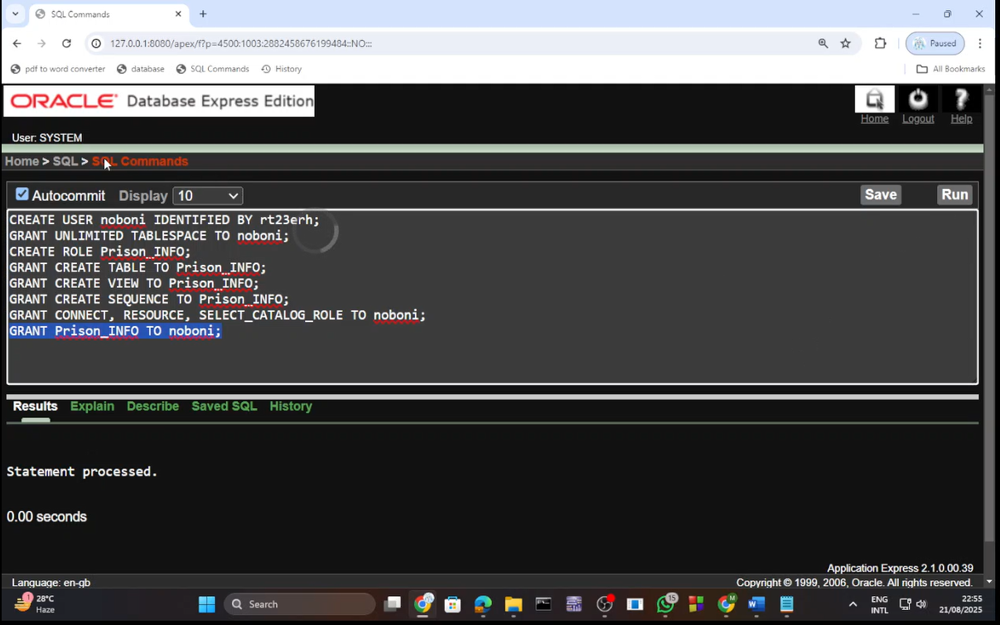 SQL Commands
127.0.0.1:8080/apex/f?p=4500:1003:2882458676199484::NO:::
Paused
pdf to word converter
database
SQL Commands
History
All Bookmarks
ORACLE Database Express Edition
Home
Logout
Help
User: SYSTEM
Home > SQL > SQL Commands
Autocommit
Display
10
Save
Run
CREATE USER noboni IDENTIFIED BY rt23erh;
GRANT UNLIMITED TABLESPACE TO noboni;
CREATE ROLE Prison_INFO;
GRANT CREATE TABLE TO Prison_INFO;
GRANT CREATE VIEW TO Prison_INFO;
GRANT CREATE SEQUENCE TO Prison_INFO;
GRANT CONNECT, RESOURCE, SELECT_CATALOG_ROLE TO noboni;
GRANT Prison_INFO TO noboni;
Results
Explain
Describe
Saved SQL
History
Statement processed.
0.00 seconds
Application Express 2.1.0.00.39
Language: en-gb
Copyright © 1999, 2006, Oracle. All rights reserved.
1
28°C
Haze
Search
15
M
ENG
INTL
22:55
21/08/2025